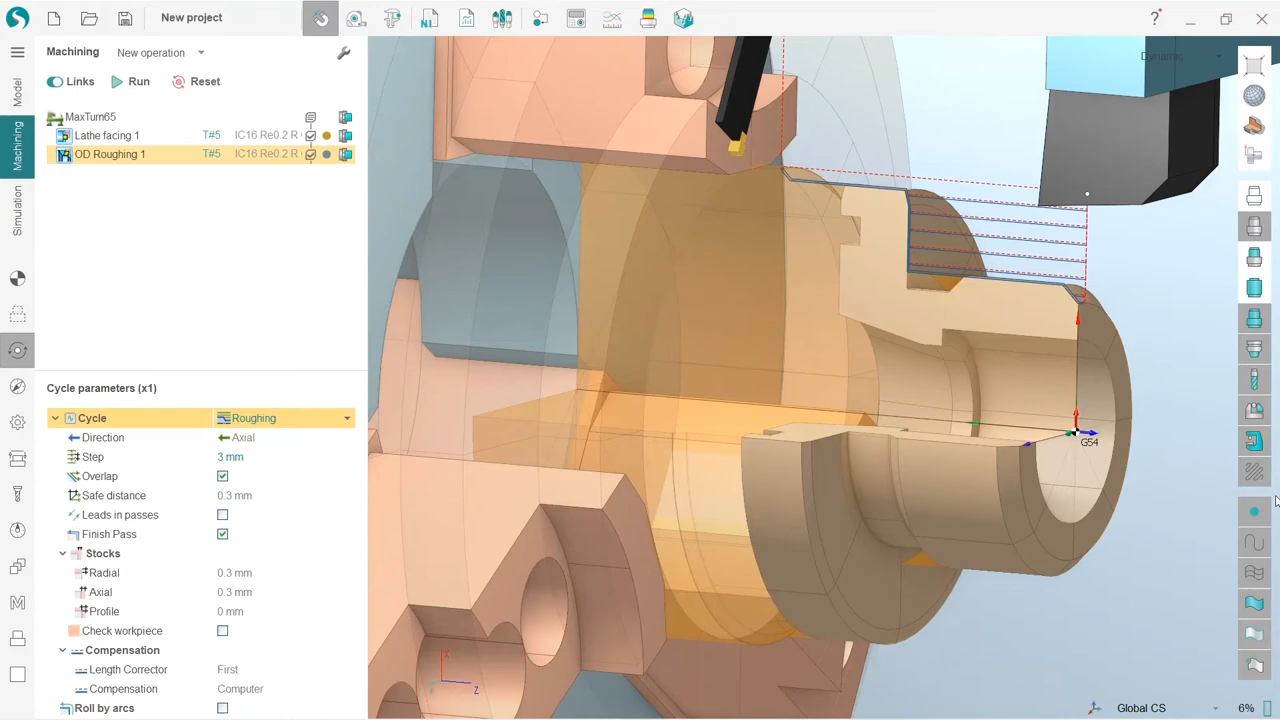 New project
N.I
?
Machining
New operation
Links
Run
Reset
Model
Machining
Simulation
MaxTurn65
Lathe facing 1 T#5 IC16 Re0.2 R
OD Roughing 1 T#5 IC16 Re0.2 R
Dynamic
G54
Cycle parameters (x1)
Cycle Roughing
Direction Axial
Step 3 mm
Overlap
Safe distance 0.3 mm
Leads in passes
Finish Pass
Stocks
Radial 0.3 mm
Axial 0.3 mm
Profile 0 mm
Check workpiece
Compensation
Length Corrector First
Compensation Computer
Roll by arcs
X
Z
Global CS
6%